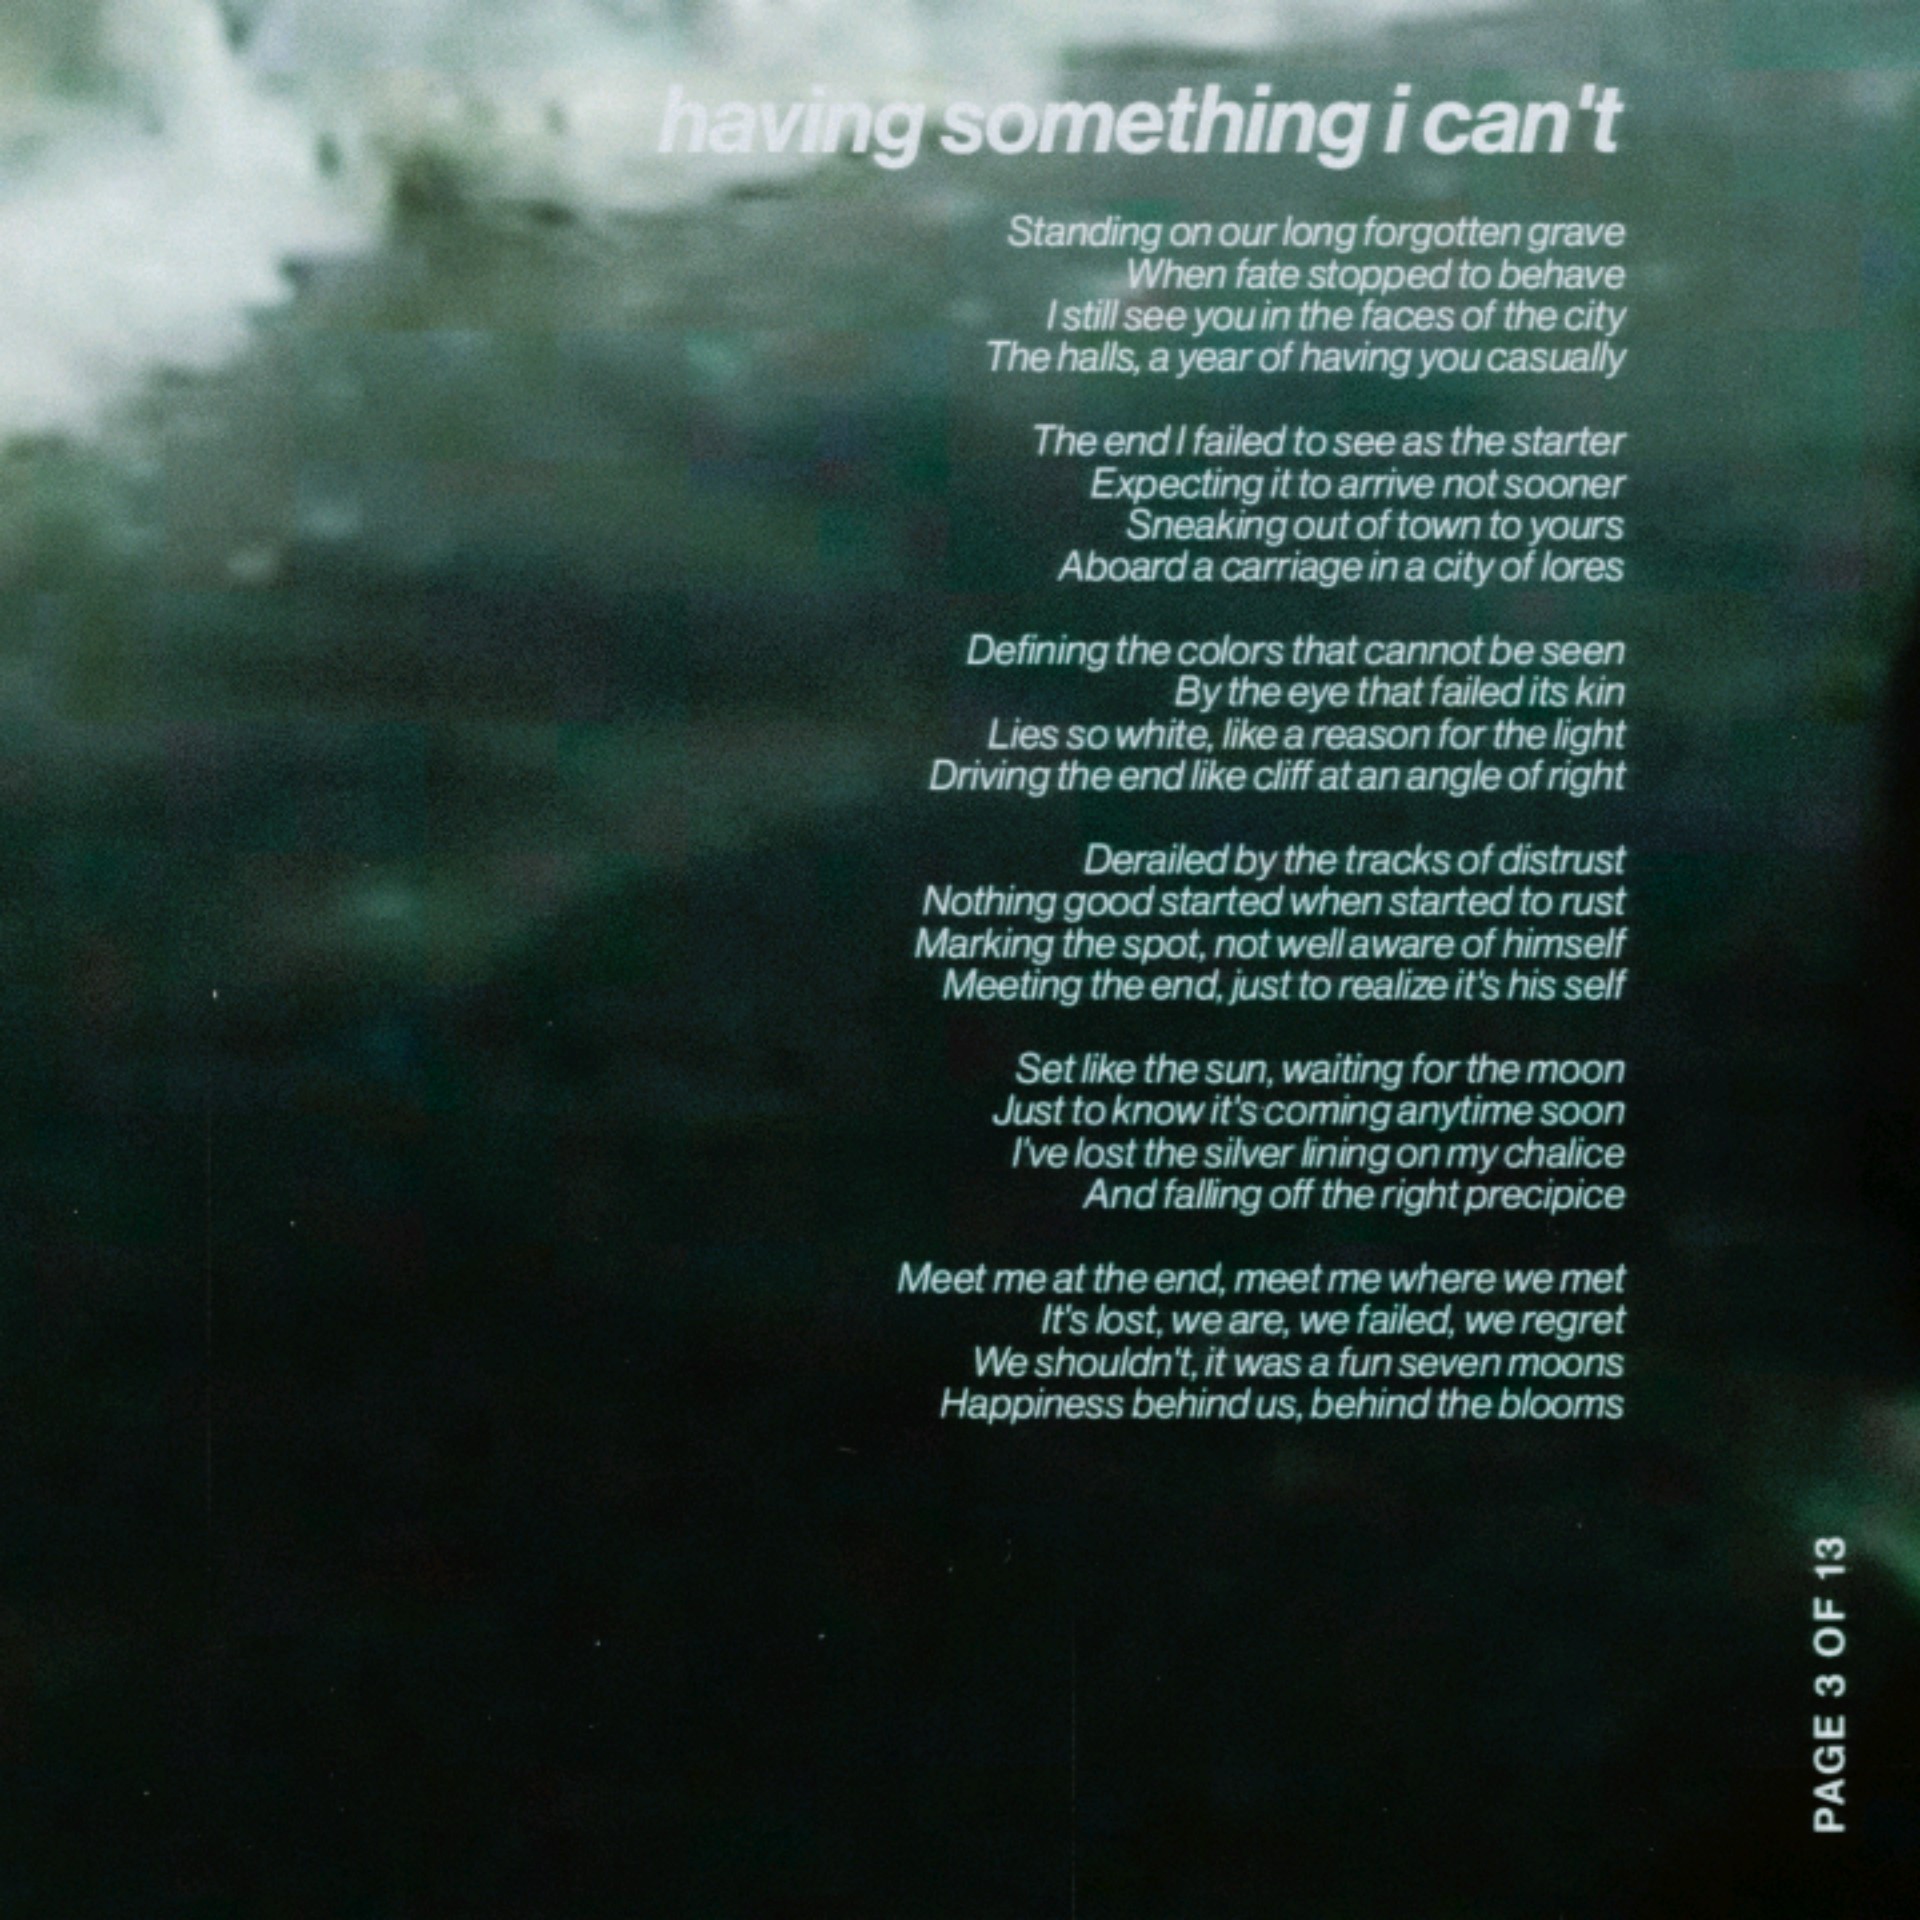 having something i can't
Standing on our long forgotten grave
When fate stopped to behave
I still see you in the faces of the city
The halls, a year of having you casually
The end I failed to see as the starter
Expecting it to arrive not sooner
Sneaking out of town to yours
Aboard a carriage in a city of lores
Defining the colors that cannot be seen
By the eye that failed its kin
Lies so white, like a reason for the light
Driving the end like cliff at an angle of right
Derailed by the tracks of distrust
Nothing good started when started to rust
Marking the spot, not well aware of himself
Meeting the end, just to realize it's his self
Set like the sun, waiting for the moon
Just to know it's coming anytime soon
I've lost the silver lining on my chalice
And falling off the right precipice
Meet me at the end, meet me where we met
It's lost, we are, we failed, we regret
We shouldn't, it was a fun seven moons
Happiness behind us, behind the blooms
PAGE 3 OF 13